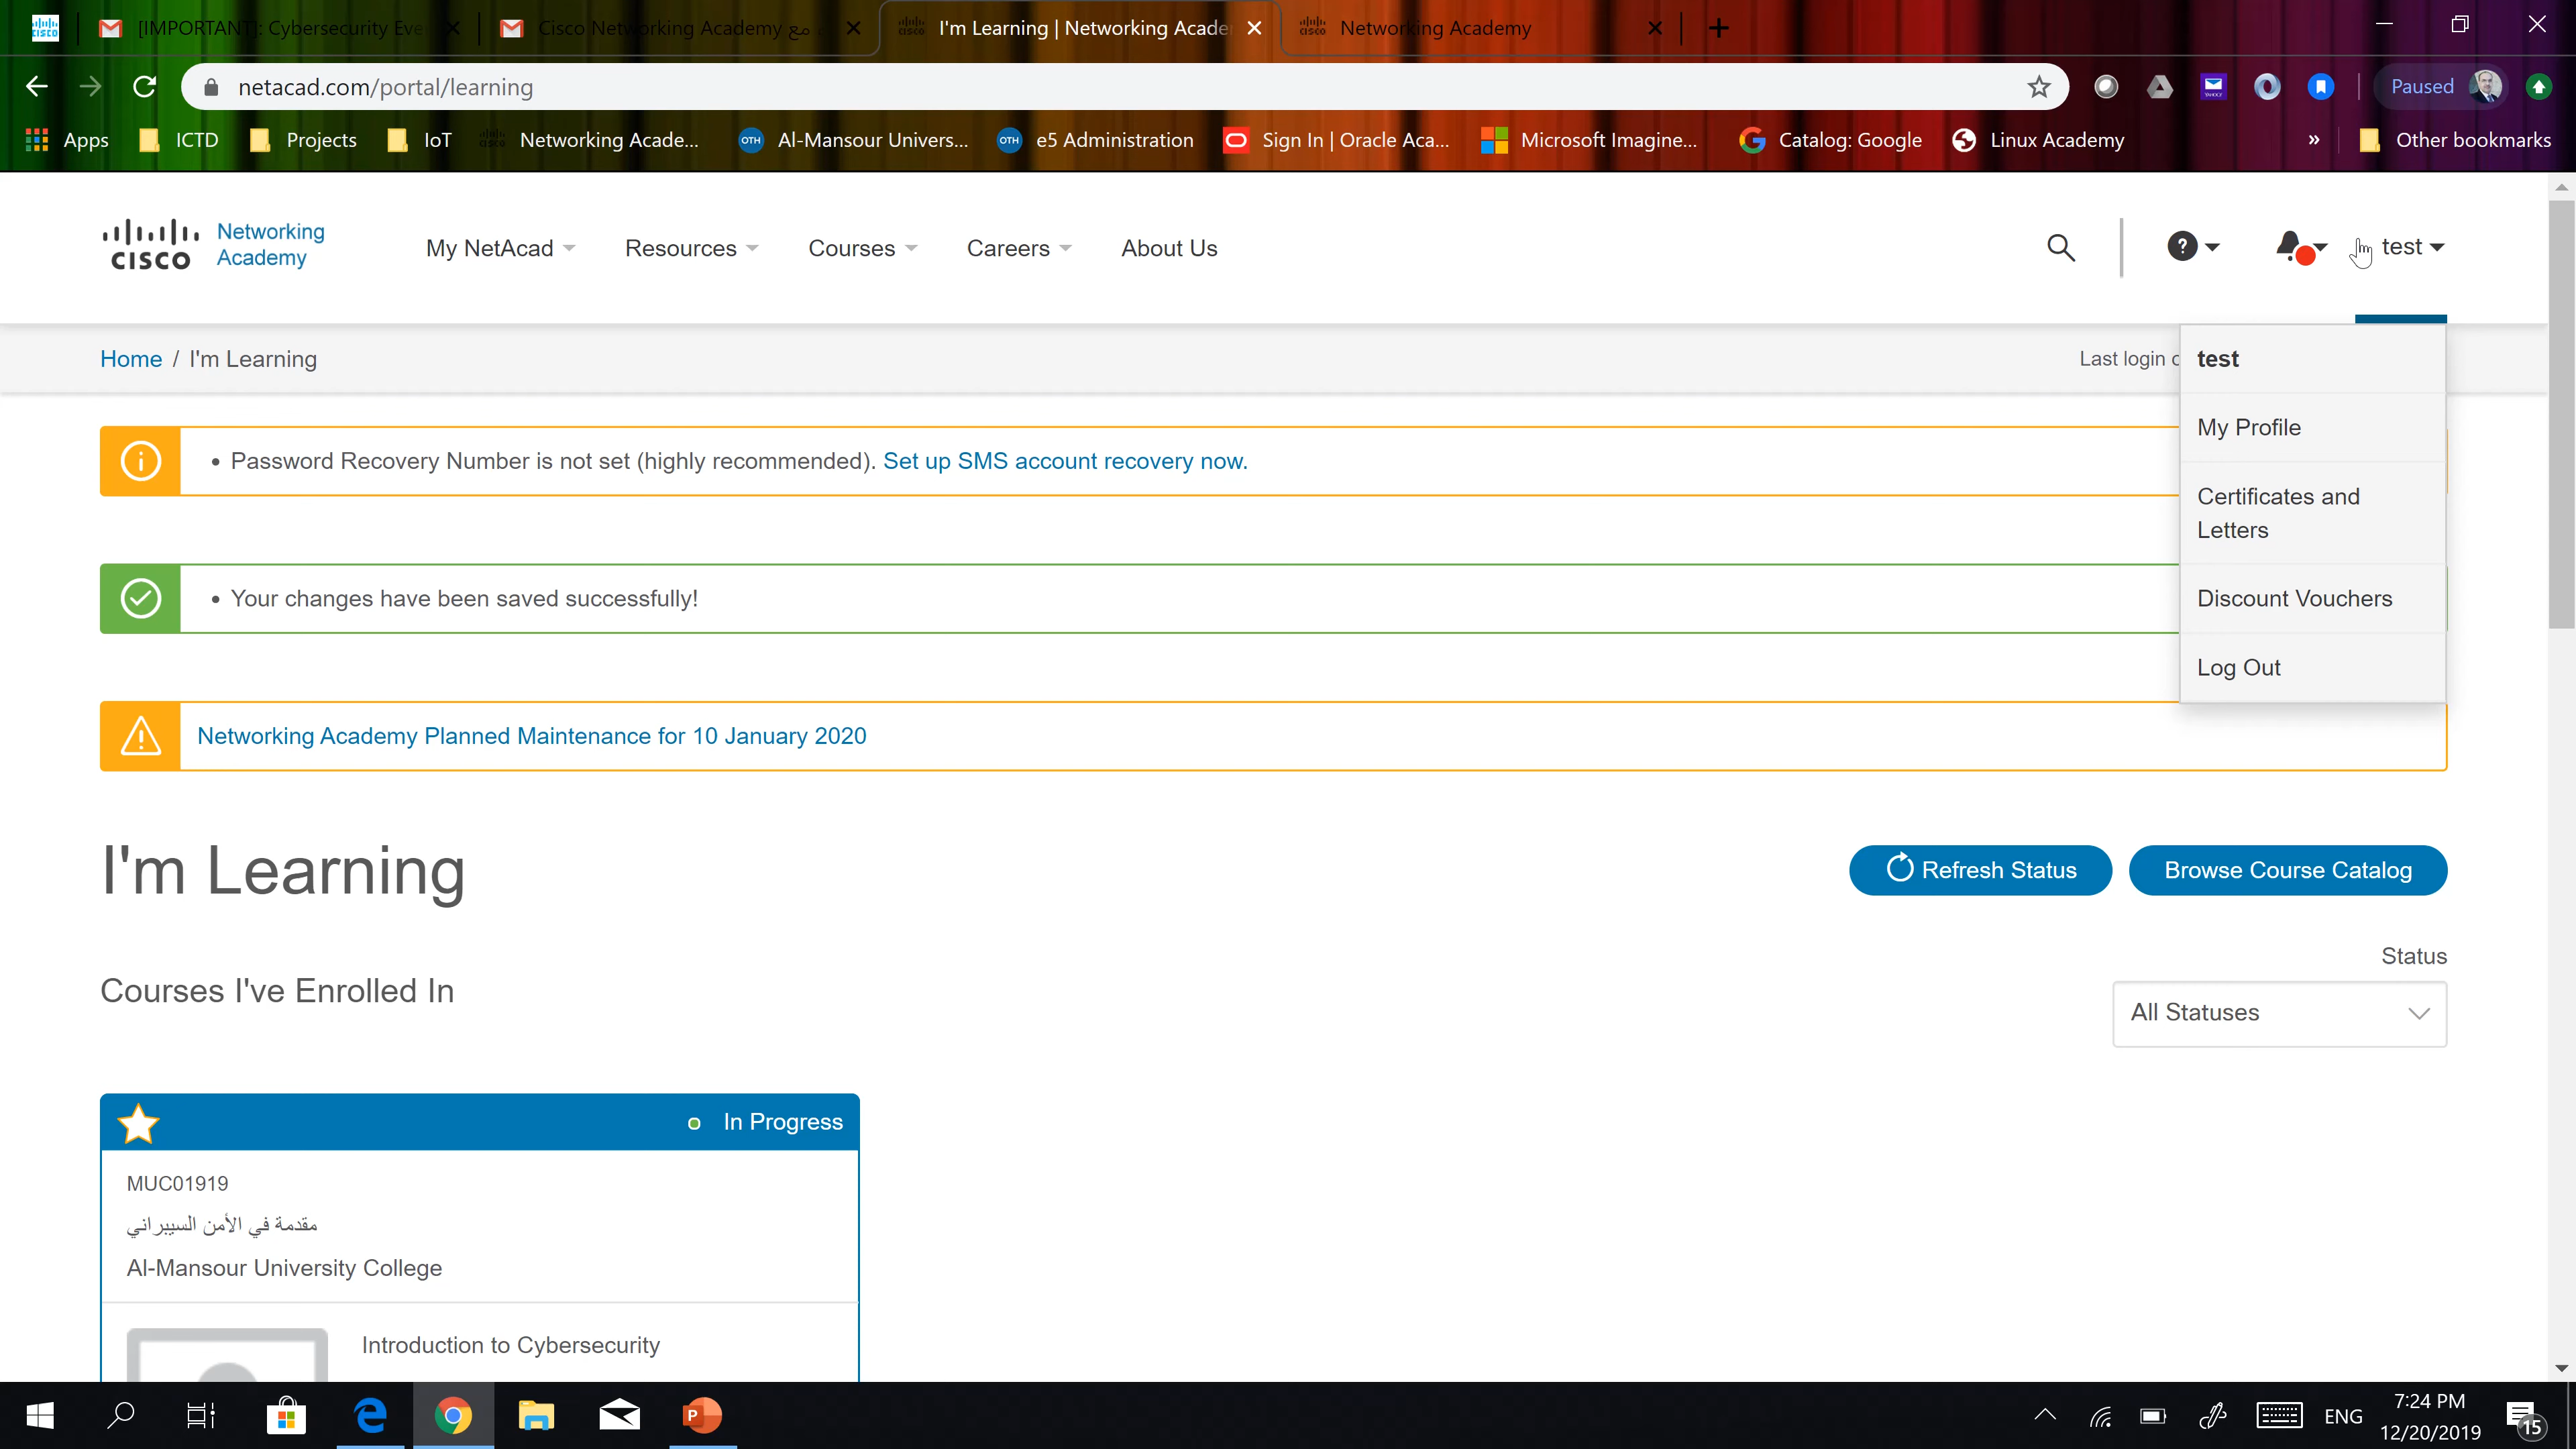 [IMPORTANT]: Cybersecurity Eve
Cisco Networking Academy مع
I'm Learning | Networking Acade
Networking Academy
netacad.com/portal/learning
Paused
Apps
ICTD
Projects
IoT
Networking Acade...
Al-Mansour Univers...
e5 Administration
Sign In | Oracle Aca...
Microsoft Imagine...
Catalog: Google
Linux Academy
»
Other bookmarks
CISCO
Networking
Academy
My NetAcad
Resources
Courses
Careers
About Us
test
Home / I'm Learning
Last login
test
My Profile
Certificates and
Letters
Discount Vouchers
Log Out
• Password Recovery Number is not set (highly recommended). Set up SMS account recovery now.
• Your changes have been saved successfully!
Networking Academy Planned Maintenance for 10 January 2020
I'm Learning
Refresh Status
Browse Course Catalog
Status
Courses I've Enrolled In
All Statuses
In Progress
MUC01919
مقدمة في الأمن السيبراني
Al-Mansour University College
Introduction to Cybersecurity
ENG
7:24 PM
12/20/2019
15